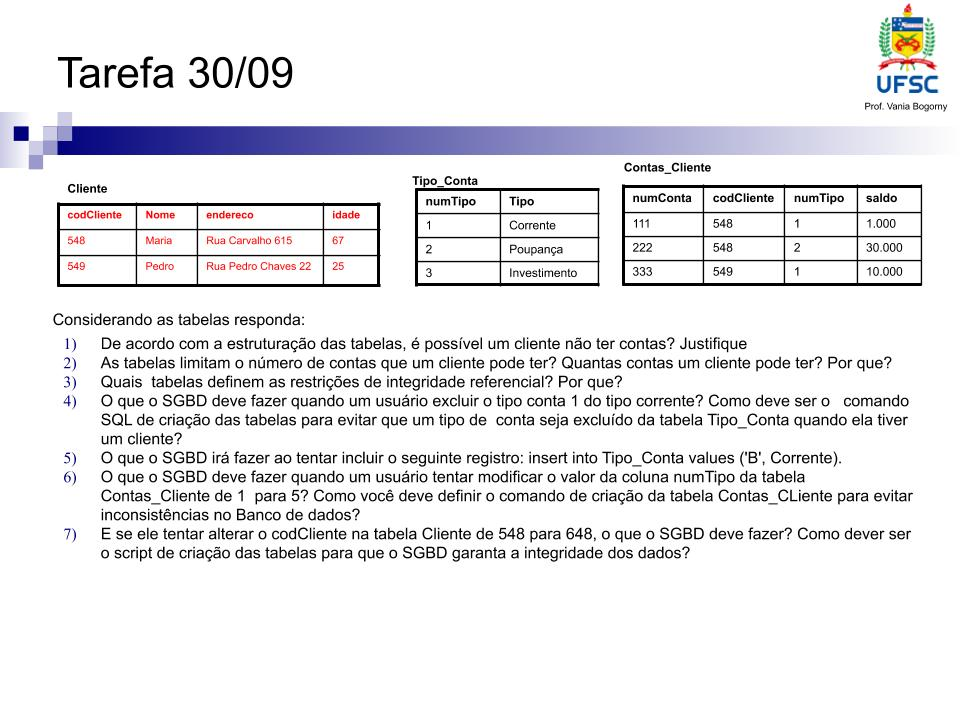 Tarefa 30/09
UFSC
Prof. Vania Bogorny
Cliente
codCliente Nome endereco idade
548 Maria Rua Carvalho 615 67
549 Pedro Rua Pedro Chaves 22 25
Tipo_Conta
numTipo Tipo
1 Corrente
2 Poupança
3 Investimento
Contas_Cliente
numConta codCliente numTipo saldo
111 548 1 1.000
222 548 2 30.000
333 549 1 10.000
Considerando as tabelas responda:
1) De acordo com a estruturação das tabelas, é possível um cliente não ter contas? Justifique
2) As tabelas limitam o número de contas que um cliente pode ter? Quantas contas um cliente pode ter? Por que?
3) Quais tabelas definem as restrições de integridade referencial? Por que?
4) O que o SGBD deve fazer quando um usuário excluir o tipo conta 1 do tipo corrente? Como deve ser o comando
SQL de criação das tabelas para evitar que um tipo de conta seja excluído da tabela Tipo_Conta quando ela tiver
um cliente?
5) O que o SGBD irá fazer ao tentar incluir o seguinte registro: insert into Tipo_Conta values ('B', Corrente).
6) O que o SGBD deve fazer quando um usuário tentar modificar o valor da coluna numTipo da tabela
Contas_Cliente de 1 para 5? Como você deve definir o comando de criação da tabela Contas_CLiente para evitar
inconsistências no Banco de dados?
7) E se ele tentar alterar o codCliente na tabela Cliente de 548 para 648, o que o SGBD deve fazer? Como dever ser
o script de criação das tabelas para que o SGBD garanta a integridade dos dados?